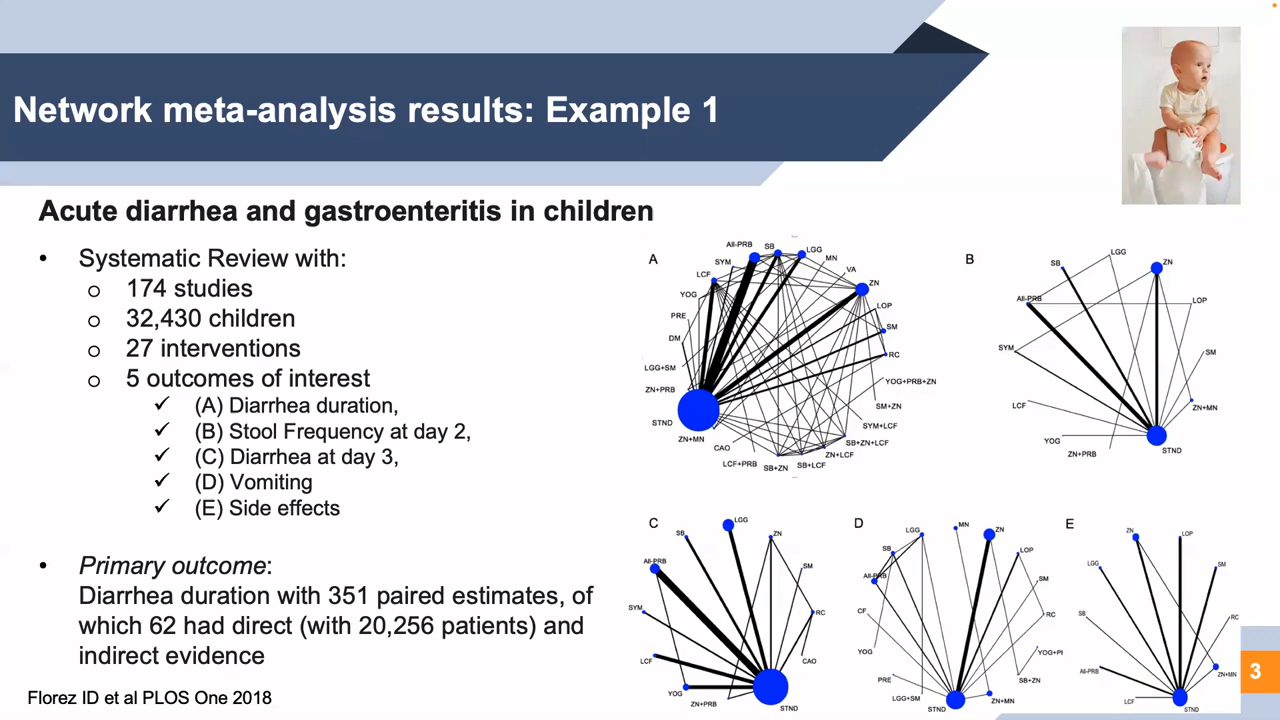 Network meta-analysis results: Example 1
Acute diarrhea and gastroenteritis in children
• Systematic Review with:
o 174 studies
o 32,430 children
o 27 interventions
o 5 outcomes of interest
✓ (A) Diarrhea duration,
✓ (B) Stool Frequency at day 2,
✓ (C) Diarrhea at day 3,
✓ (D) Vomiting
✓ (E) Side effects
• Primary outcome:
Diarrhea duration with 351 paired estimates, of
which 62 had direct (with 20,256 patients) and
indirect evidence
Florez ID et al PLOS One 2018
A
All-PRB
SB
LGG
MN
VA
ZN
LOP
SM
RC
YOG+PRB+ZN
SM+ZN
SYM+LCF
SB+ZN+LCF
ZN+LCF
SB+LCF
SB+ZN
LCF+PRB
CAO
ZN+MN
STND
ZN+PRB
LGG+SM
DM
PRE
YOG
LCF
SYM
B
LGG
ZN
SB
All-PRB
LOP
SYM
SM
LCF
ZN+MN
YOG
STND
ZN+PRB
C
LGG
SB
ZN
All-PRB
SM
SYM
RC
LCF
CAO
YOG
ZN+PRB
STND
D
MN
LGG
ZN
SB
LOP
All-PRB
SM
CF
RC
YOG
YOG+PI
PRE
SB+ZN
LGG+SM
ZN+MN
STND
E
ZN
LOP
LGG
SM
SB
RC
All-PRB
ZN+MN
LCF
STND
3